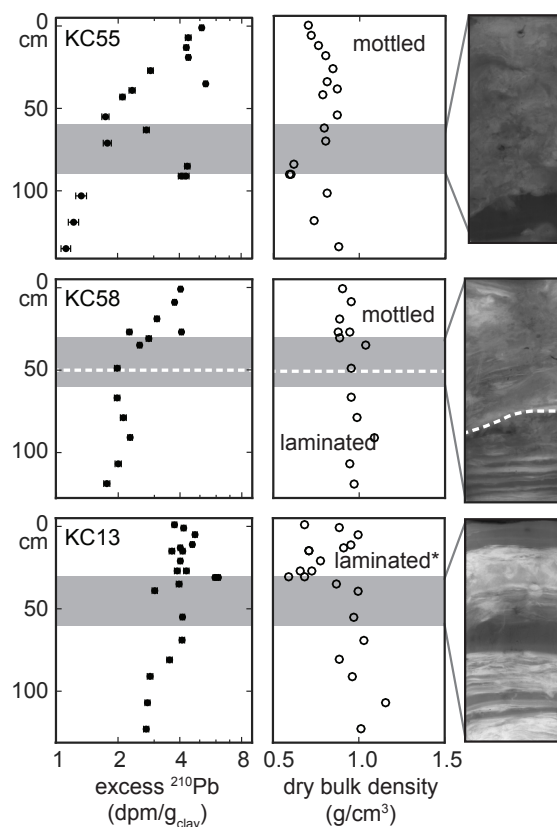 0
cm
KC55
mottled
50
100
0
cm
KC58
mottled
50
laminated
100
0
cm
KC13
laminated*
50
100
1 2 4 8 0.5 1.0 1.5
excess ²¹⁰Pb dry bulk density
(dpm/g_clay) (g/cm³)